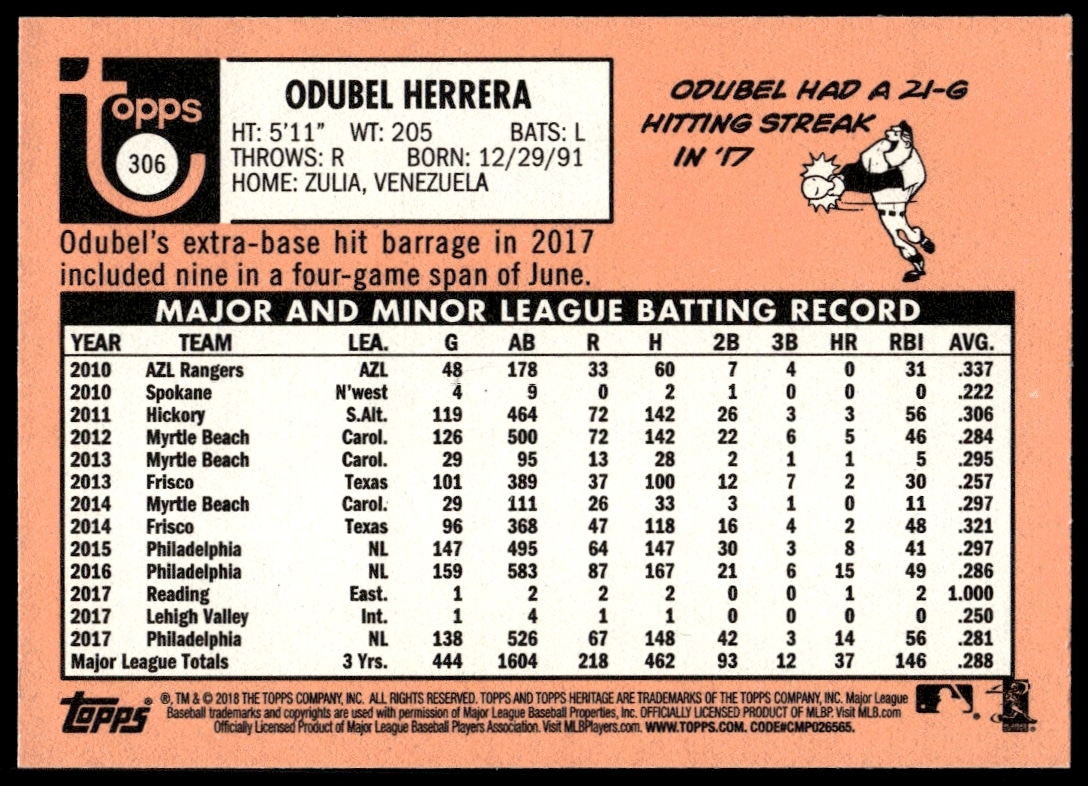 Topps
306
ODUBEL HERRERA
HT: 5'11" WT: 205 BATS: L
THROWS: R BORN: 12/29/91
HOME: ZULIA, VENEZUELA
ODUBEL HAD A 21-G
HITTING STREAK
IN '17
Odubel's extra-base hit barrage in 2017
included nine in a four-game span of June.
MAJOR AND MINOR LEAGUE BATTING RECORD
YEAR TEAM LEA. G AB R H 2B 3B HR RBI AVG.
2010 AZL Rangers AZL 48 178 33 60 7 4 0 31 .337
2010 Spokane N'west 4 9 0 2 1 0 0 0 .222
2011 Hickory S.Alt. 119 464 72 142 26 3 3 56 .306
2012 Myrtle Beach Carol. 126 500 72 142 22 6 5 46 .284
2013 Myrtle Beach Carol. 29 95 13 28 2 1 1 5 .295
2013 Frisco Texas 101 389 37 100 12 7 2 30 .257
2014 Myrtle Beach Carol. 29 111 26 33 3 1 0 11 .297
2014 Frisco Texas 96 368 47 118 16 4 2 48 .321
2015 Philadelphia NL 147 495 64 147 30 3 8 41 .297
2016 Philadelphia NL 159 583 87 167 21 6 15 49 .286
2017 Reading East. 1 2 2 2 0 0 1 2 1.000
2017 Lehigh Valley Int. 1 4 1 1 0 0 0 0 .250
2017 Philadelphia NL 138 526 67 148 42 3 14 56 .281
Major League Totals 3 Yrs. 444 1604 218 462 93 12 37 146 .288
Topps ®, TM & © 2018 THE TOPPS COMPANY, INC. ALL RIGHTS RESERVED. TOPPS AND TOPPS HERITAGE ARE TRADEMARKS OF THE TOPPS COMPANY, INC. Major League
Baseball trademarks and copyrights are used with permission of Major League Baseball Properties, Inc. OFFICIALLY LICENSED PRODUCT OF MLBP. Visit MLB.com
Officially Licensed Product of Major League Baseball Players Association. Visit MLBPlayers.com. WWW.TOPPS.COM. CODE#CMP026565.